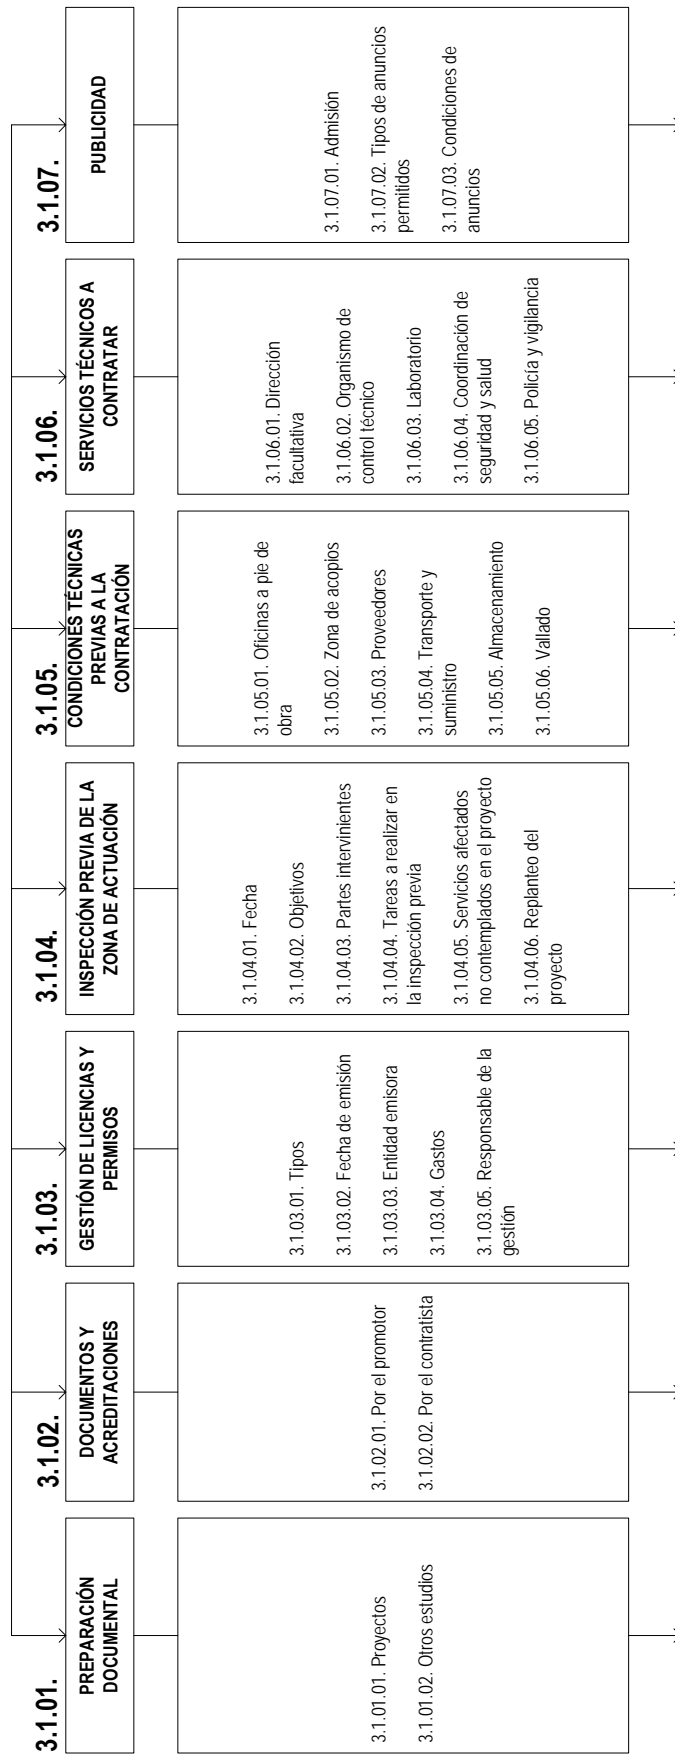 3.1.01.
PREPARACIÓN
DOCUMENTAL
3.1.01.01. Proyectos
3.1.01.02. Otros estudios
3.1.02.
DOCUMENTOS Y
ACREDITACIONES
3.1.02.01. Por el promotor
3.1.02.02. Por el contratista
3.1.03.
GESTIÓN DE LICENCIAS Y
PERMISOS
3.1.03.01. Tipos
3.1.03.02. Fecha de emisión
3.1.03.03. Entidad emisora
3.1.03.04. Gastos
3.1.03.05. Responsable de la
gestión
3.1.04.
INSPECCIÓN PREVIA DE LA
ZONA DE ACTUACIÓN
3.1.04.01. Fecha
3.1.04.02. Objetivos
3.1.04.03. Partes intervinientes
3.1.04.04. Tareas a realizar en
la inspección previa
3.1.04.05. Servicios afectados
no contemplados en el proyecto
3.1.04.06. Replanteo del
proyecto
3.1.05.
CONDICIONES TÉCNICAS
PREVIAS A LA
CONTRATACIÓN
3.1.05.01. Oficinas a pie de
obra
3.1.05.02. Zona de acopios
3.1.05.03. Proveedores
3.1.05.04. Transporte y
suministro
3.1.05.05. Almacenamiento
3.1.05.06. Vallado
3.1.06.
SERVICIOS TÉCNICOS A
CONTRATAR
3.1.06.01. Dirección
facultativa
3.1.06.02. Organismo de
control técnico
3.1.06.03. Laboratorio
3.1.06.04. Coordinación de
seguridad y salud
3.1.06.05. Policía y vigilancia
3.1.07.
PUBLICIDAD
3.1.07.01. Admisión
3.1.07.02. Tipos de anuncios
permitidos
3.1.07.03. Condiciones de
anuncios